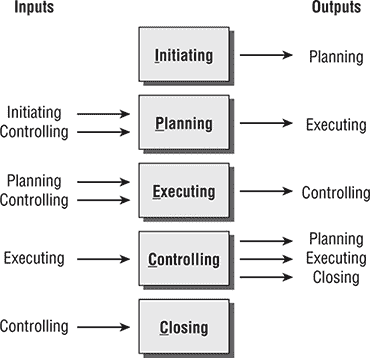 Inputs Outputs
Initiating Planning
Initiating
Controlling
Planning Executing
Planning
Controlling
Executing Controlling
Executing Controlling
Planning
Executing
Closing
Controlling Closing